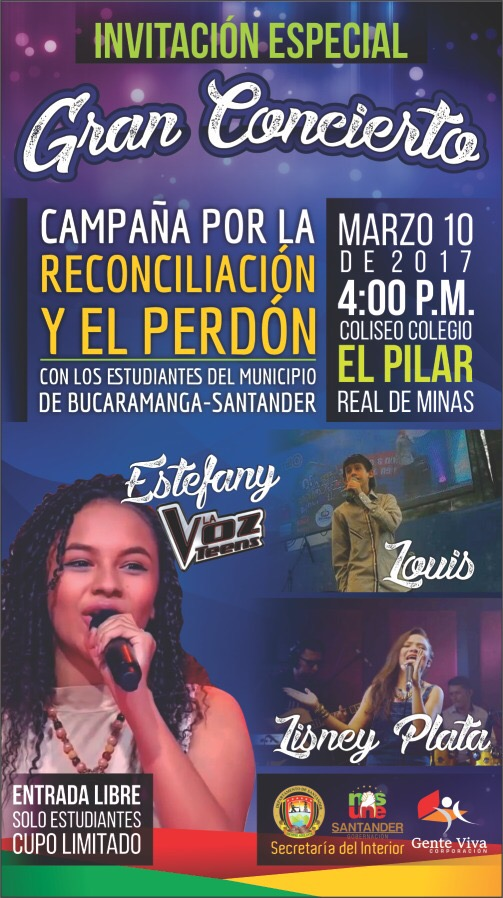 INVITACIÓN ESPECIAL
Gran Concierto
CAMPAÑA POR LA
RECONCILIACIÓN
Y EL PERDÓN
CON LOS ESTUDIANTES DEL MUNICIPIO
DE BUCARAMANGA-SANTANDER
MARZO 10
DE 2017
4:00 P.M.
COLISEO COLEGIO
EL PILAR
REAL DE MINAS
Estefany
LA
Voz
Teens
Louis
Lisney Plata
ENTRADA LIBRE
SOLO ESTUDIANTES
CUPO LIMITADO
nos
une
SANTANDER
GOBERNACIÓN
Secretaría del Interior
Gente Viva
CORPORACIÓN